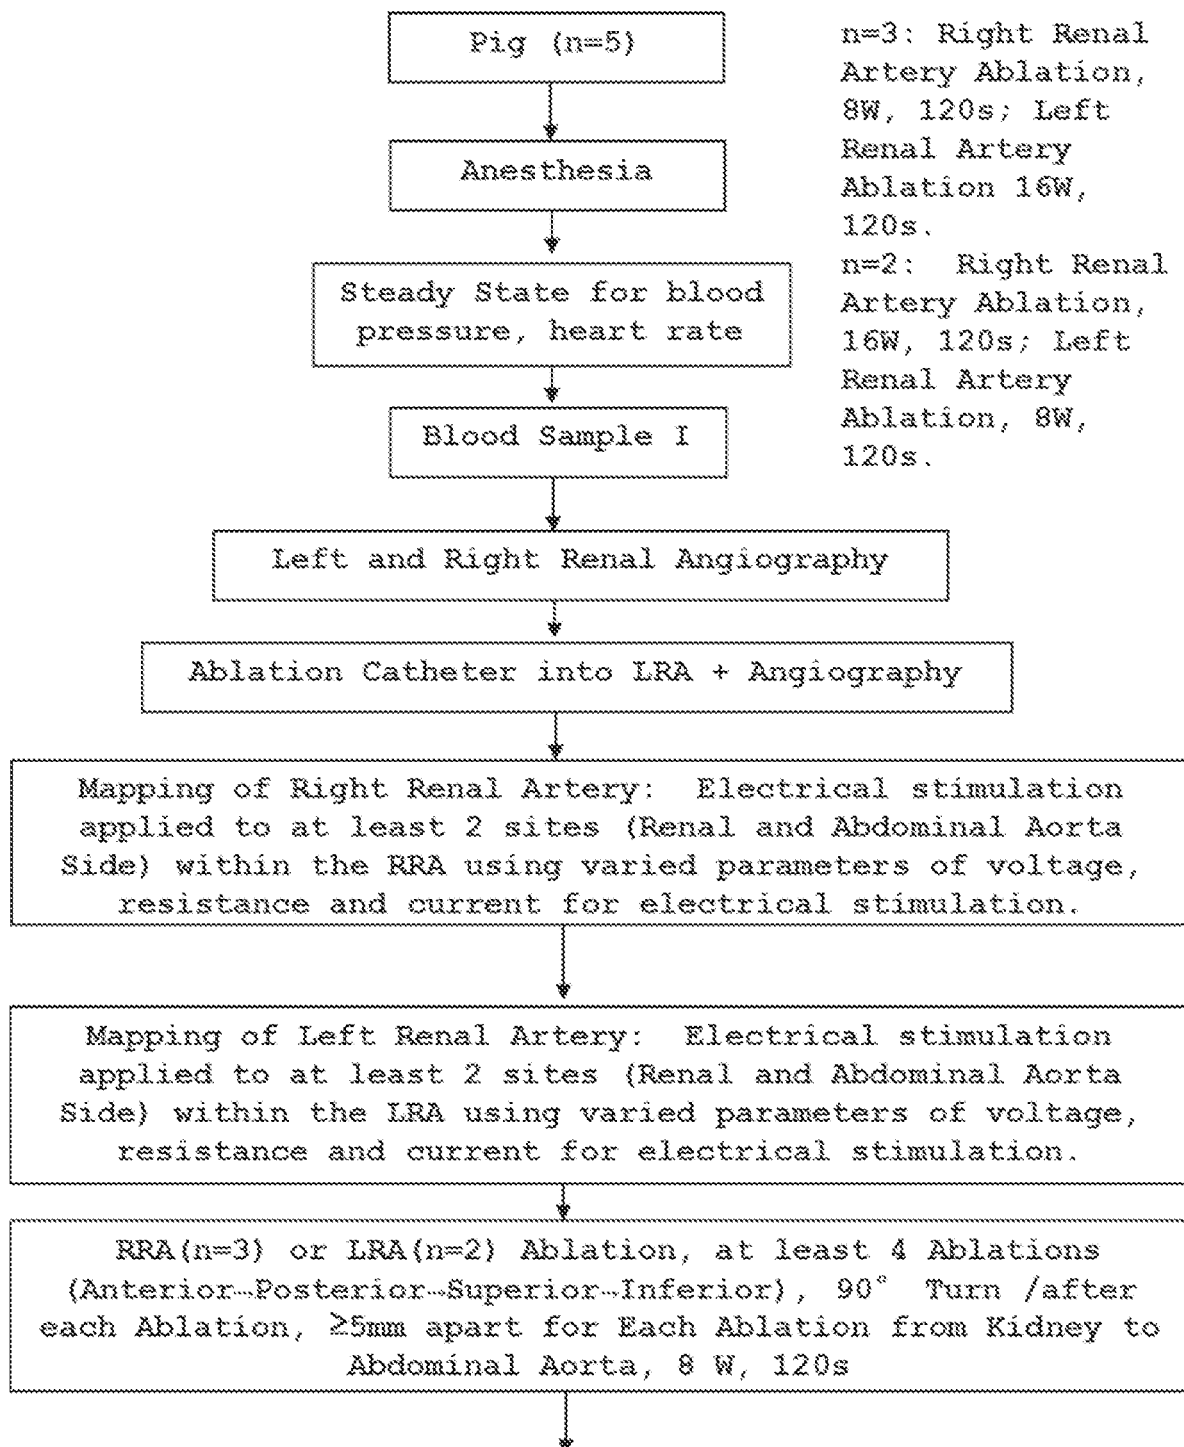 Pig (n=5)
n=3: Right Renal
Artery Ablation,
8W, 120s; Left
Renal Artery
Ablation 16W,
120s.
n=2:  Right Renal
Artery Ablation,
16W, 120s; Left
Renal Artery
Ablation, 8W,
120s.
Anesthesia
Steady State for blood
pressure, heart rate
Blood Sample I
Left and Right Renal Angiography
Ablation Catheter into LRA + Angiography
Mapping of Right Renal Artery:  Electrical stimulation
applied to at least 2 sites (Renal and Abdominal Aorta
Side) within the RRA using varied parameters of voltage,
resistance and current for electrical stimulation.
Mapping of Left Renal Artery:  Electrical stimulation
applied to at least 2 sites (Renal and Abdominal Aorta
Side) within the LRA using varied parameters of voltage,
resistance and current for electrical stimulation.
RRA(n=3) or LRA(n=2) Ablation, at least 4 Ablations
(Anterior→Posterior→Superior→Inferior), 90° Turn /after
each Ablation, ≥5mm apart for Each Ablation from Kidney to
Abdominal Aorta, 8 W, 120s